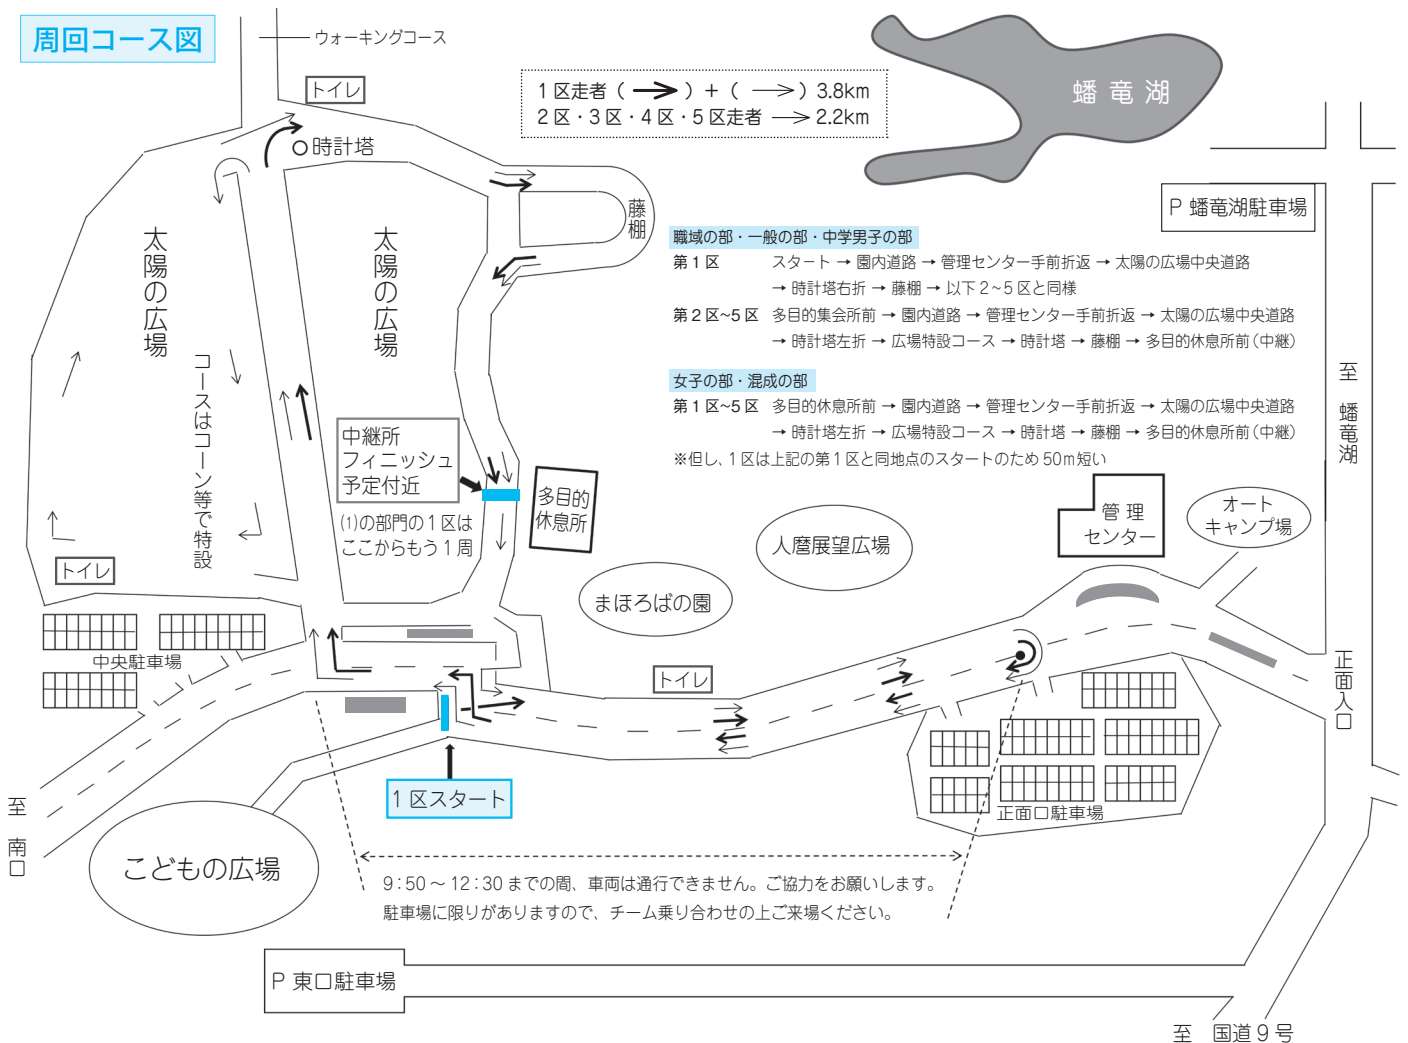 周回コース図
ウォーキングコース
トイレ
時計塔
1区走者（ → ）＋（ → ）3.8km
2区・3区・4区・5区走者 → 2.2km
蟠竜湖
P 蟠竜湖駐車場
藤棚
太陽の広場
太陽の広場
職域の部・一般の部・中学男子の部
第1区 スタート → 園内道路 → 管理センター手前折返 → 太陽の広場中央道路
→ 時計塔右折 → 藤棚 → 以下2~5区と同様
第2区~5区 多目的集会所前 → 園内道路 → 管理センター手前折返 → 太陽の広場中央道路
→ 時計塔左折 → 広場特設コース → 時計塔 → 藤棚 → 多目的休息所前（中継）
女子の部・混成の部
第1区~5区 多目的休息所前 → 園内道路 → 管理センター手前折返 → 太陽の広場中央道路
→ 時計塔左折 → 広場特設コース → 時計塔 → 藤棚 → 多目的休息所前（中継）
※但し、1区は上記の第1区と同地点のスタートのため50m短い
コースはコーン等で特設
中継所
フィニッシュ
予定付近
(1)の部門の1区は
ここからもう1周
多目的
休息所
人麿展望広場
まほろばの園
管理
センター
オート
キャンプ場
至 蟠竜湖
正面入口
トイレ
中央駐車場
トイレ
1区スタート
正面口駐車場
至 南口
こどもの広場
9：50～12：30までの間、車両は通行できません。ご協力をお願いします。
駐車場に限りがありますので、チーム乗り合わせの上ご来場ください。
P 東口駐車場
至 国道9号